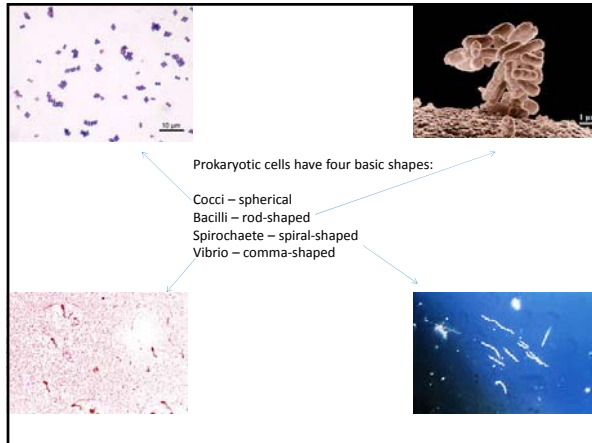 10 µm
1 µm
Prokaryotic cells have four basic shapes:
Cocci – spherical
Bacilli – rod-shaped
Spirochaete – spiral-shaped
Vibrio – comma-shaped